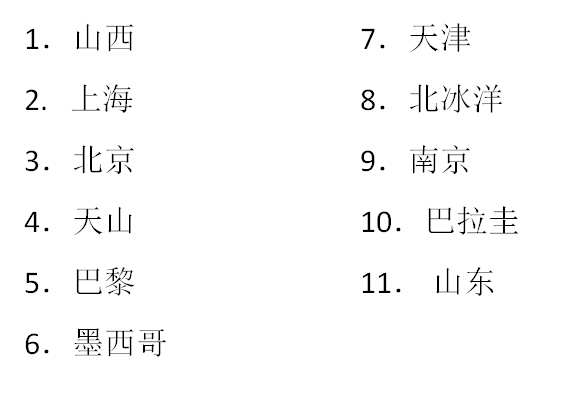 1. 山西
2. 上海
3. 北京
4. 天山
5. 巴黎
6. 墨西哥
7. 天津
8. 北冰洋
9. 南京
10. 巴拉圭
11. 山东